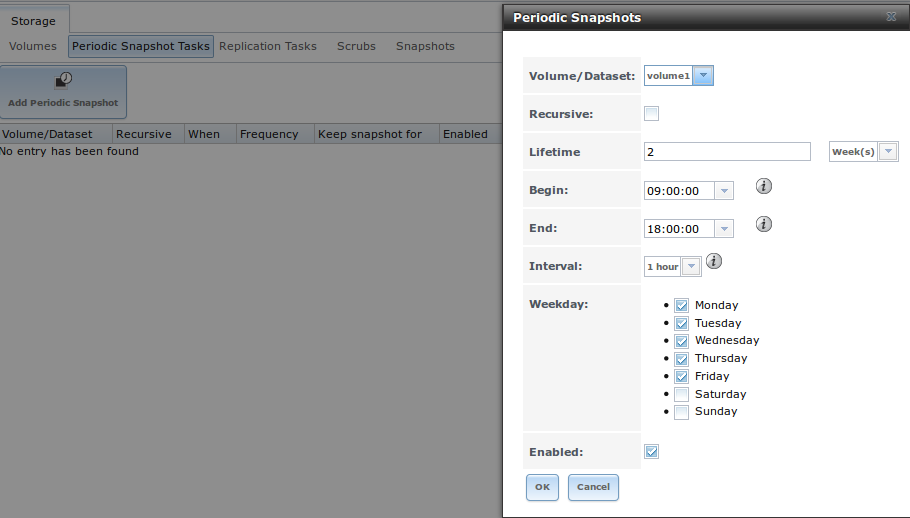 Storage
Volumes Periodic Snapshot Tasks Replication Tasks Scrubs Snapshots
Add Periodic Snapshot
Volume/Dataset Recursive When Frequency Keep snapshot for Enabled
No entry has been found
Periodic Snapshots
Volume/Dataset: volume1
Recursive:
Lifetime 2 Week(s)
Begin: 09:00:00 i
End: 18:00:00 i
Interval: 1 hour i
Weekday:
Monday
Tuesday
Wednesday
Thursday
Friday
Saturday
Sunday
Enabled:
OK Cancel